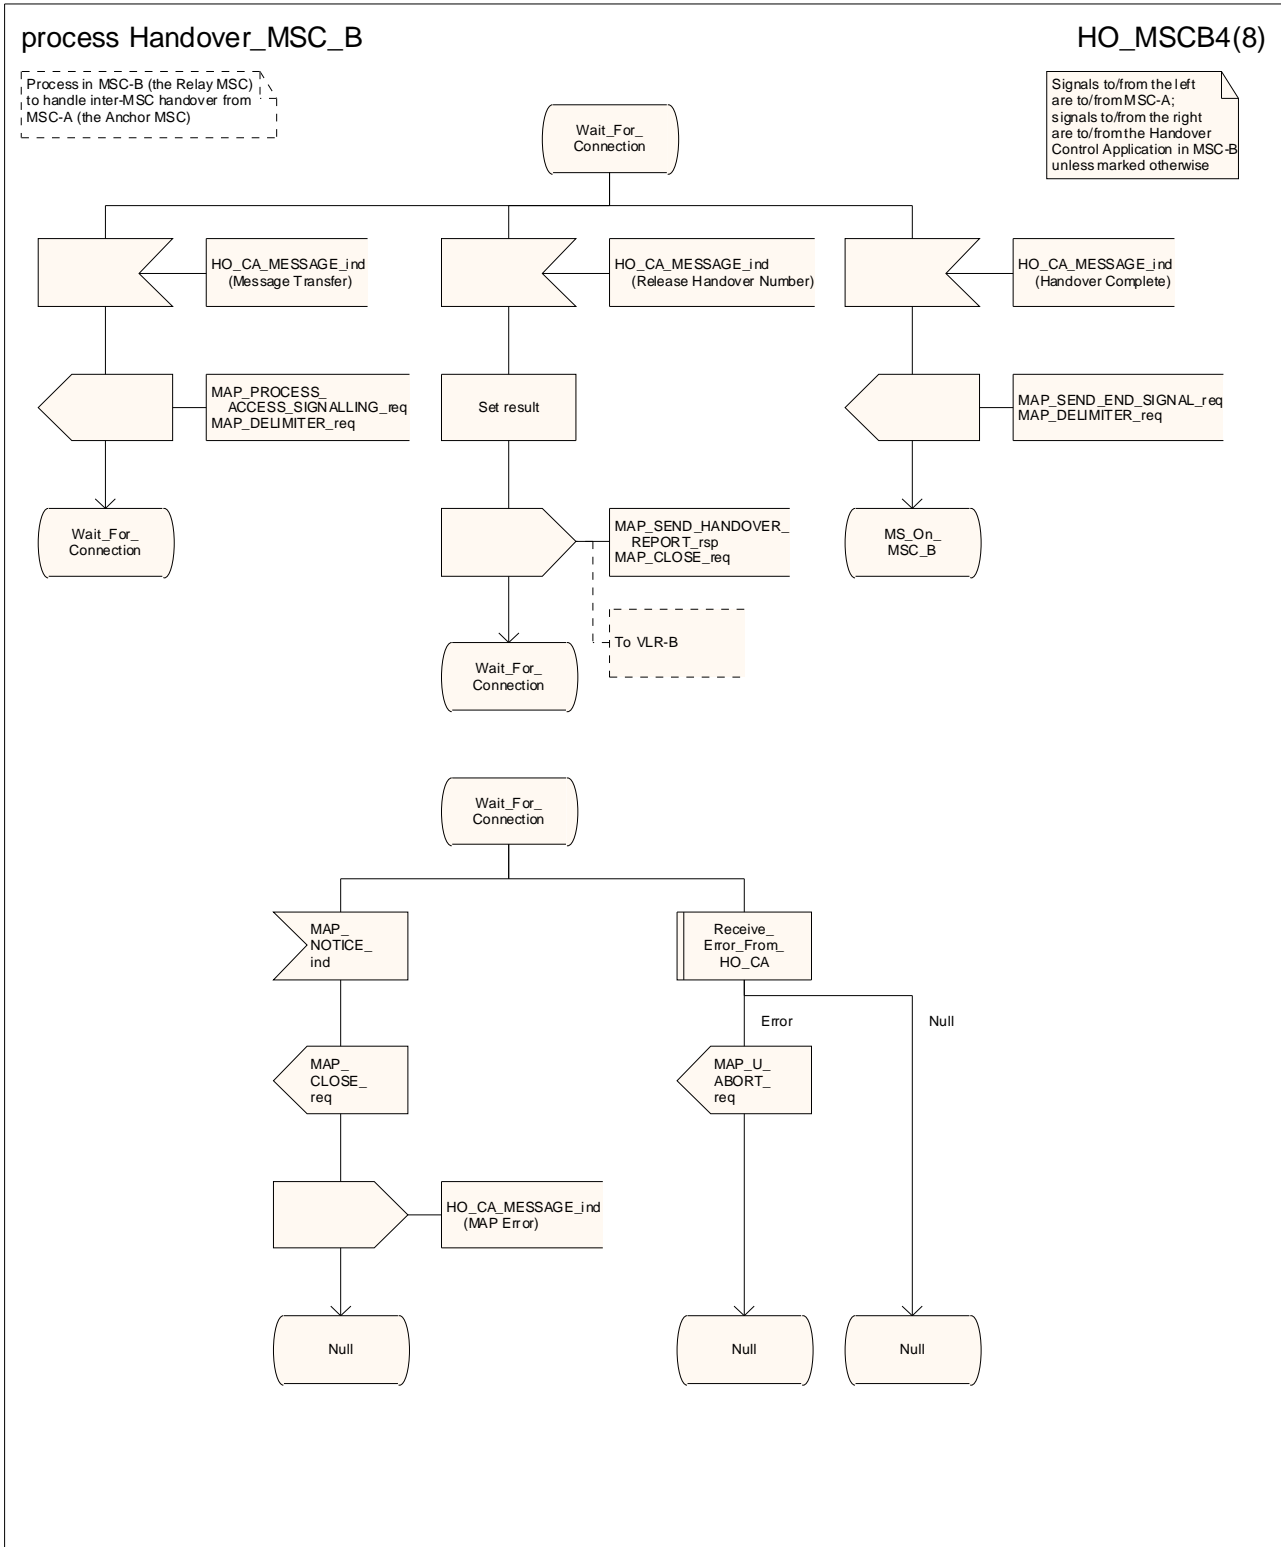 process Handover_MSC_B
HO_MSCB4(8)
Process in MSC-B (the Relay MSC)
to handle inter-MSC handover from
MSC-A (the Anchor MSC)
Signals to/from the left
are to/from MSC-A;
signals to/from the right
are to/from the Handover
Control Application in MSC-B
unless marked otherwise
Wait_For_
Connection
HO_CA_MESSAGE_ind
(Message Transfer)
HO_CA_MESSAGE_ind
(Release Handover Number)
HO_CA_MESSAGE_ind
(Handover Complete)
MAP_PROCESS_
ACCESS_SIGNALLING_req
MAP_DELIMITER_req
Set result
MAP_SEND_END_SIGNAL_req
MAP_DELIMITER_req
Wait_For_
Connection
MAP_SEND_HANDOVER_
REPORT_rsp
MAP_CLOSE_req
MS_On_
MSC_B
To VLR-B
Wait_For_
Connection
Wait_For_
Connection
MAP_
NOTICE_
ind
Receive_
Error_From_
HO_CA
Error
Null
MAP_
CLOSE_
req
MAP_U_
ABORT_
req
HO_CA_MESSAGE_ind
(MAP Error)
Null
Null
Null